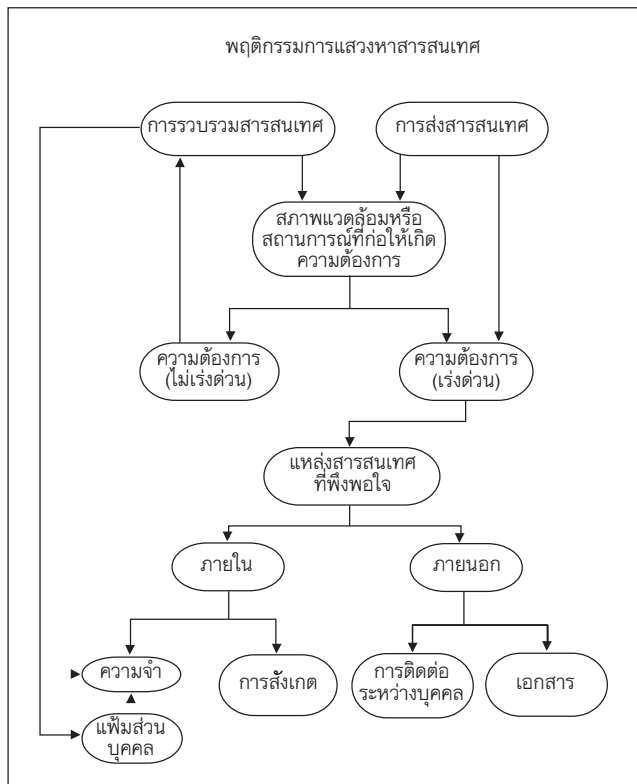 พฤติกรรมการแสวงหาสารสนเทศ
การรวบรวมสารสนเทศ
การส่งสารสนเทศ
สภาพแวดล้อมหรือ
สถานการณ์ที่ก่อให้เกิด
ความต้องการ
ความต้องการ
(ไม่เร่งด่วน)
ความต้องการ
(เร่งด่วน)
แหล่งสารสนเทศ
ที่พึงพอใจ
ภายใน
ภายนอก
ความจำ
การสังเกต
การติดต่อ
ระหว่างบุคคล
เอกสาร
แฟ้มส่วน
บุคคล